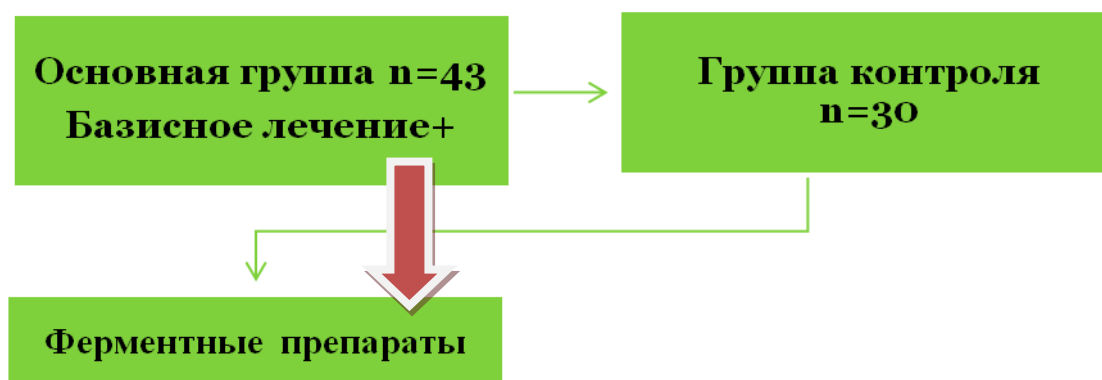 Основная группа n=43
Базисное лечение+
Группа контроля
n=30
Ферментные препараты